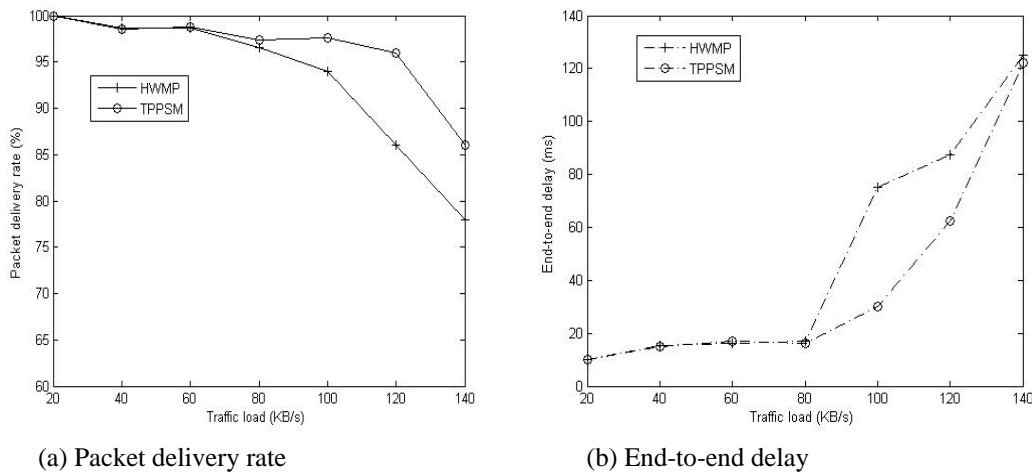 100
95
90
85
80
75
70
65
60
Packet delivery rate (%)
HWMP
TPPSM
20 40 60 80 100 120 140
Traffic load (KB/s)
(a) Packet delivery rate
140
120
100
80
60
40
20
0
End-to-end delay (ms)
HWMP
TPPSM
20 40 60 80 100 120 140
Traffic load (KB/s)
(b) End-to-end delay